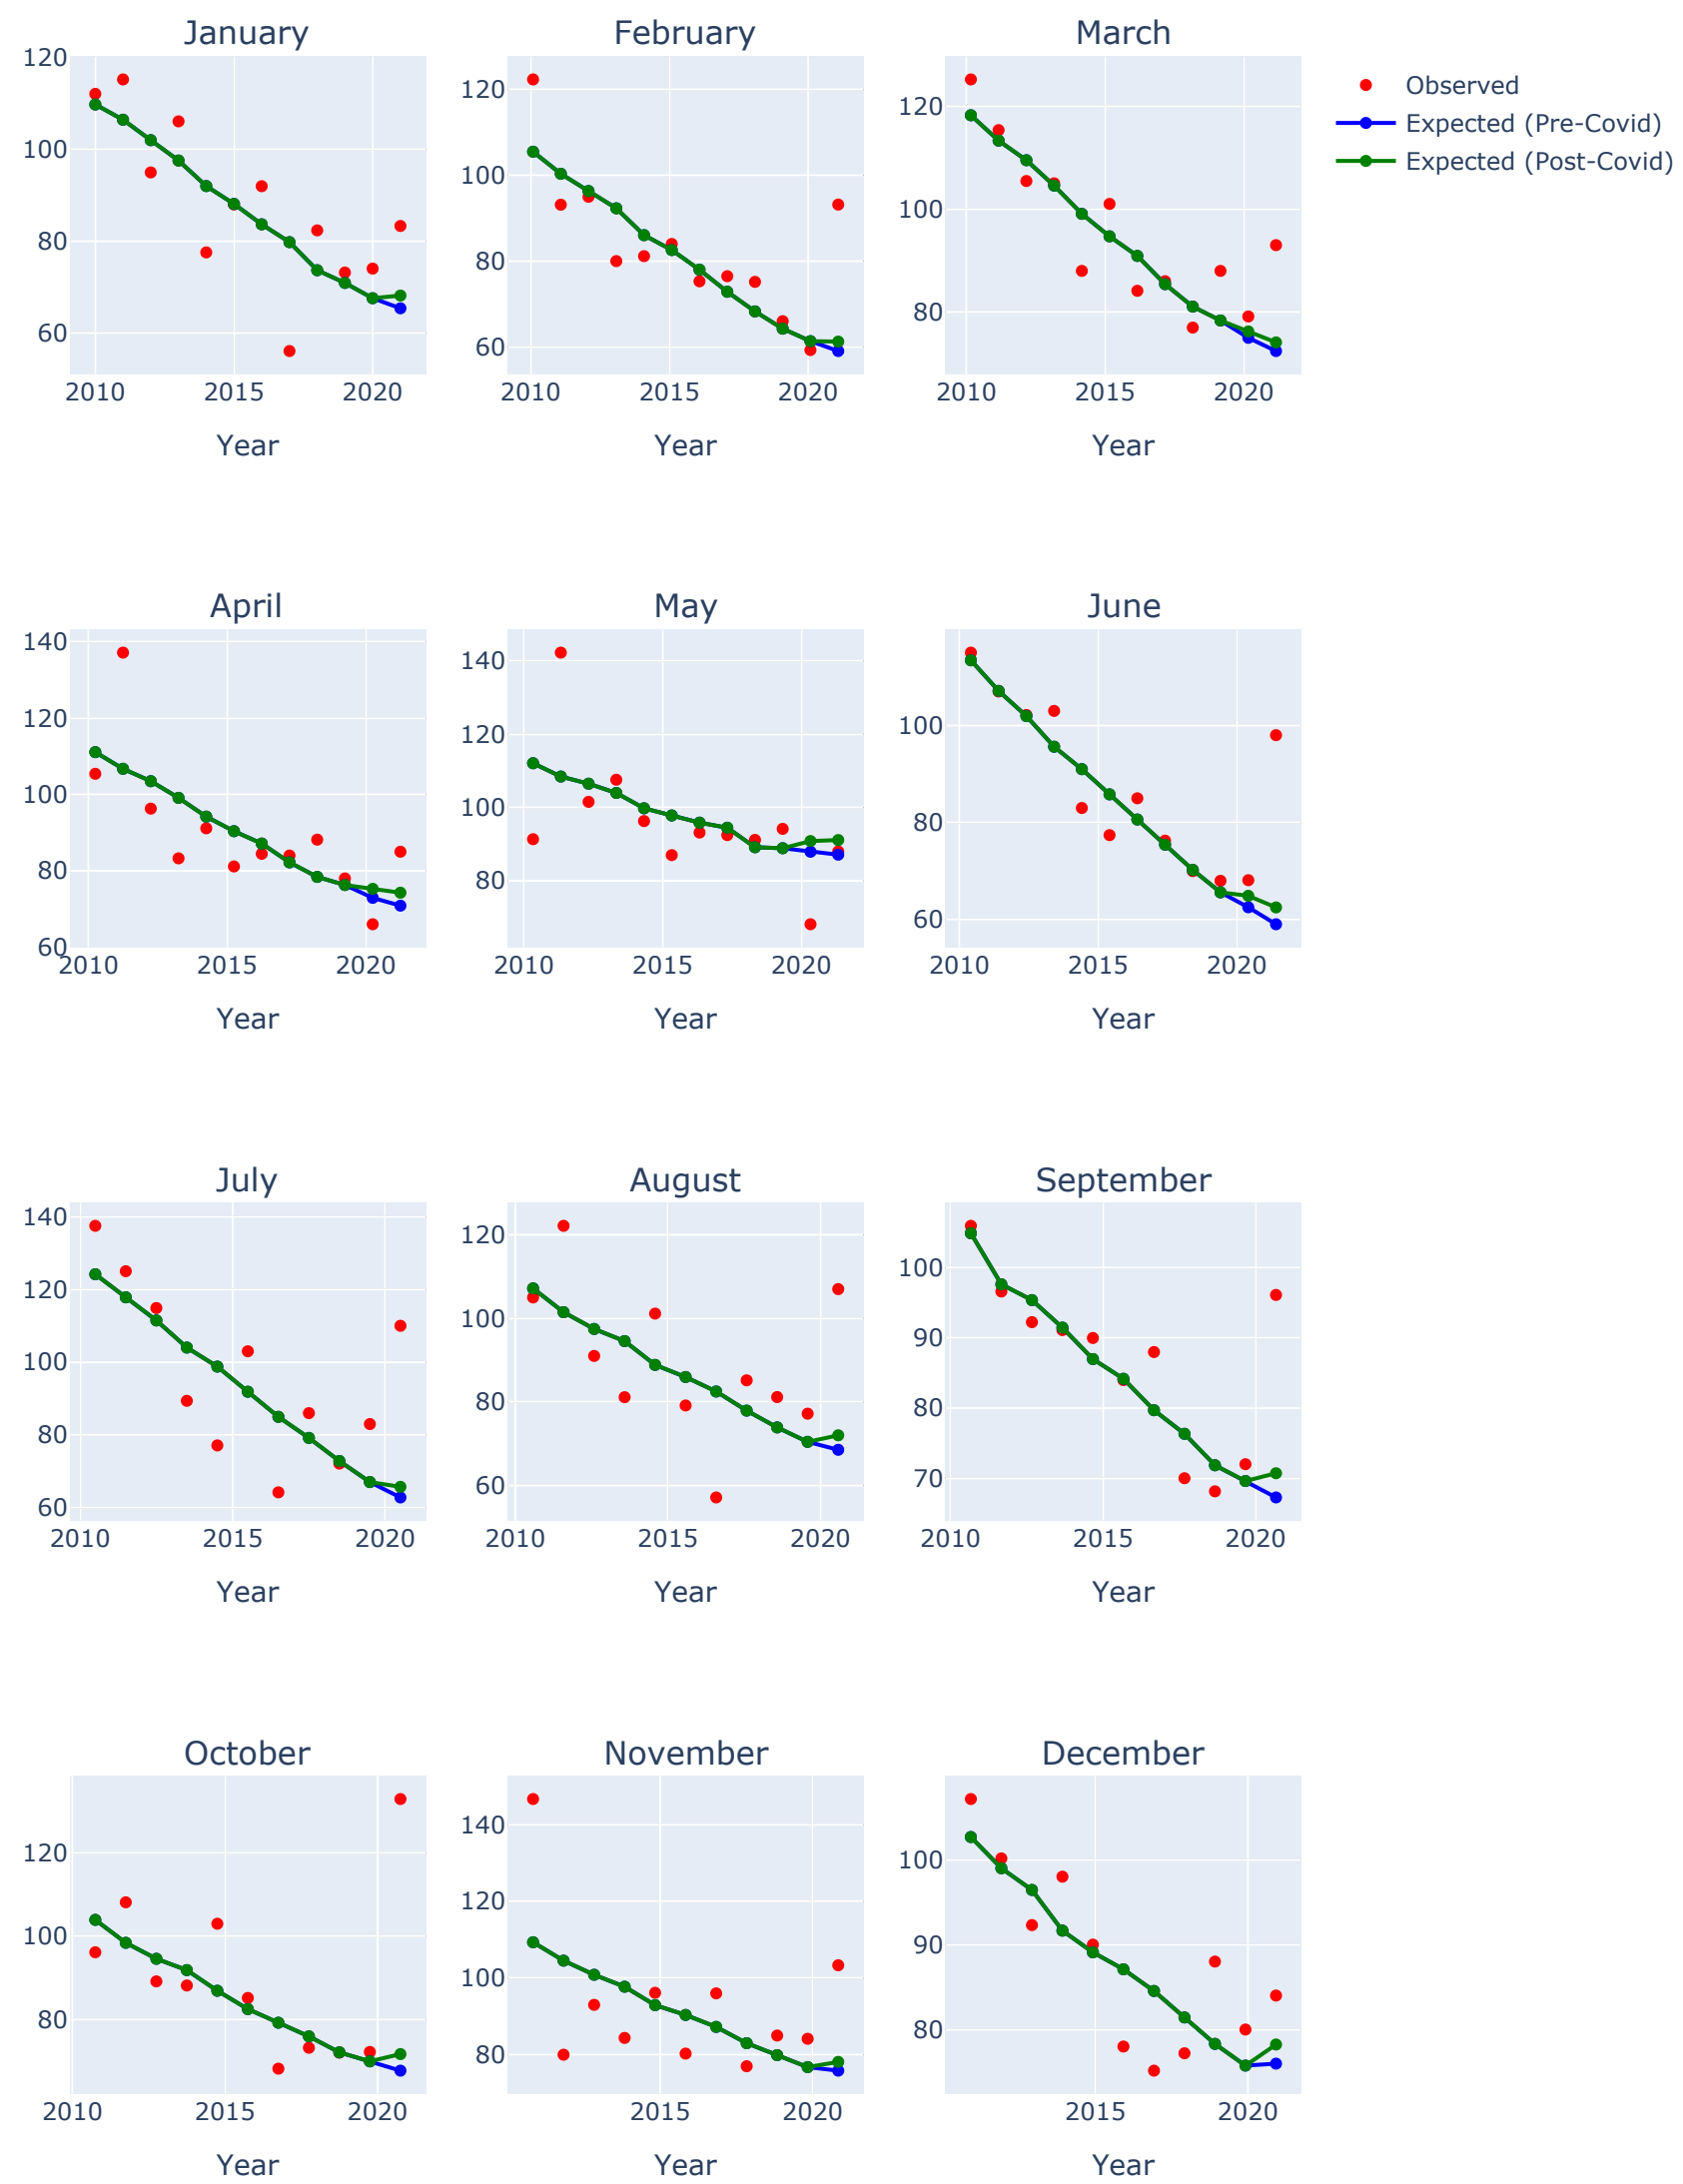 January
February
March
120
100
80
60
2010
2015
2020
Year
120
100
80
60
2010
2015
2020
Year
120
100
80
2010
2015
2020
Year
Observed
Expected (Pre-Covid)
Expected (Post-Covid)
April
May
June
140
120
100
80
60
2010
2015
2020
Year
140
120
100
80
2010
2015
2020
Year
100
80
60
2010
2015
2020
Year
July
August
September
140
120
100
80
60
2010
2015
2020
Year
120
100
80
60
2010
2015
2020
Year
100
90
80
70
2010
2015
2020
Year
October
November
December
120
100
80
2010
2015
2020
Year
140
120
100
80
2015
2020
Year
100
90
80
2015
2020
Year